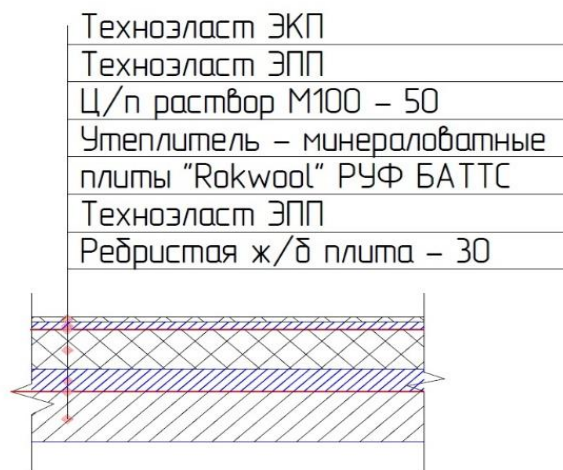 Техноэласт ЭКП
Техноэласт ЭПП
Ц/п раствор М100 – 50
Утеплитель – минераловатные
плиты "Rokwool" РУФ БАТТС
Техноэласт ЭПП
Ребристая ж/б плита – 30